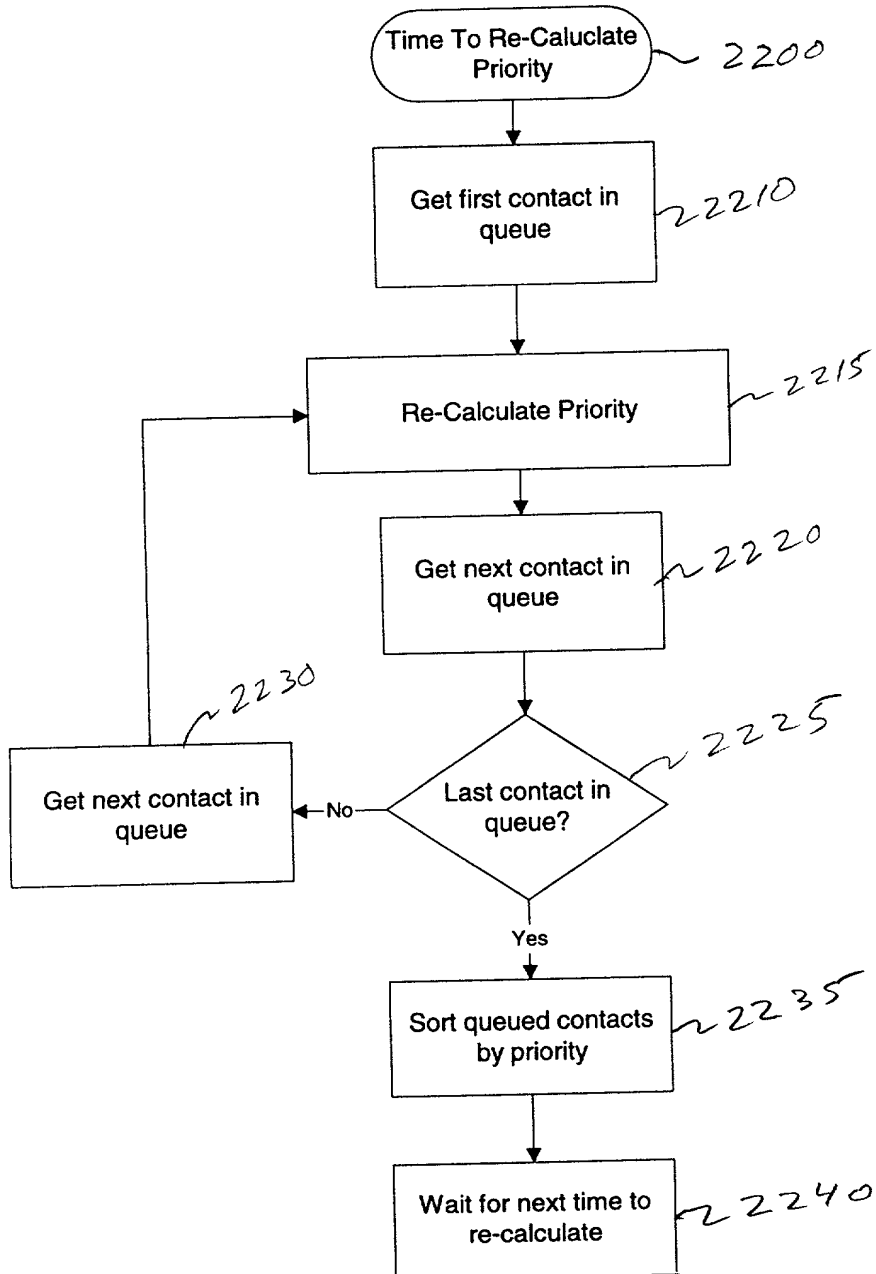 Time To Re-Caluclate
Priority
2200
Get first contact in
queue
2210
Re-Calculate Priority
2215
Get next contact in
queue
2220
2230
Last contact in
queue?
2225
Get next contact in
queue
No
Yes
Sort queued contacts
by priority
2235
Wait for next time to
re-calculate
2240